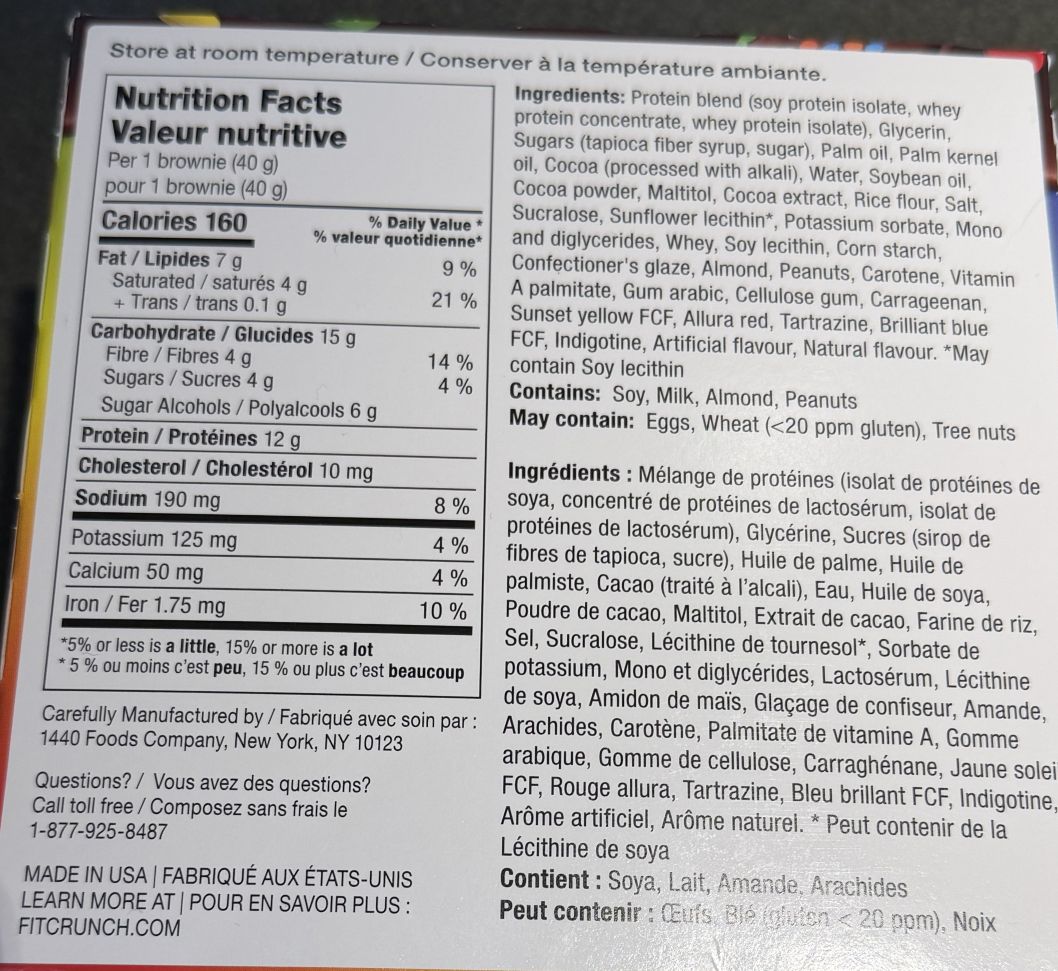 Store at room temperature / Conserver à la température ambiante.
Nutrition Facts
Valeur nutritive
Per 1 brownie (40 g)
pour 1 brownie (40 g)
Calories 160
% Daily Value *
% valeur quotidienne*
Fat / Lipides 7 g 9 %
Saturated / saturés 4 g
+ Trans / trans 0.1 g 21 %
Carbohydrate / Glucides 15 g
Fibre / Fibres 4 g 14 %
Sugars / Sucres 4 g 4 %
Sugar Alcohols / Polyalcools 6 g
Protein / Protéines 12 g
Cholesterol / Cholestérol 10 mg
Sodium 190 mg 8 %
Potassium 125 mg 4 %
Calcium 50 mg 4 %
Iron / Fer 1.75 mg 10 %
*5% or less is a little, 15% or more is a lot
* 5 % ou moins c'est peu, 15 % ou plus c'est beaucoup
Carefully Manufactured by / Fabriqué avec soin par :
1440 Foods Company, New York, NY 10123
Questions? / Vous avez des questions?
Call toll free / Composez sans frais le
1-877-925-8487
MADE IN USA | FABRIQUÉ AUX ÉTATS-UNIS
LEARN MORE AT | POUR EN SAVOIR PLUS :
FITCRUNCH.COM
Ingredients: Protein blend (soy protein isolate, whey
protein concentrate, whey protein isolate), Glycerin,
Sugars (tapioca fiber syrup, sugar), Palm oil, Palm kernel
oil, Cocoa (processed with alkali), Water, Soybean oil,
Cocoa powder, Maltitol, Cocoa extract, Rice flour, Salt,
Sucralose, Sunflower lecithin*, Potassium sorbate, Mono
and diglycerides, Whey, Soy lecithin, Corn starch,
Confectioner's glaze, Almond, Peanuts, Carotene, Vitamin
A palmitate, Gum arabic, Cellulose gum, Carrageenan,
Sunset yellow FCF, Allura red, Tartrazine, Brilliant blue
FCF, Indigotine, Artificial flavour, Natural flavour. *May
contain Soy lecithin
Contains: Soy, Milk, Almond, Peanuts
May contain: Eggs, Wheat (<20 ppm gluten), Tree nuts
Ingrédients : Mélange de protéines (isolat de protéines de
soya, concentré de protéines de lactosérum, isolat de
protéines de lactosérum), Glycérine, Sucres (sirop de
fibres de tapioca, sucre), Huile de palme, Huile de
palmiste, Cacao (traité à l'alcali), Eau, Huile de soya,
Poudre de cacao, Maltitol, Extrait de cacao, Farine de riz,
Sel, Sucralose, Lécithine de tournesol*, Sorbate de
potassium, Mono et diglycérides, Lactosérum, Lécithine
de soya, Amidon de maïs, Glaçage de confiseur, Amande,
Arachides, Carotène, Palmitate de vitamine A, Gomme
arabique, Gomme de cellulose, Carraghénane, Jaune solei
FCF, Rouge allura, Tartrazine, Bleu brillant FCF, Indigotine,
Arôme artificiel, Arôme naturel. * Peut contenir de la
Lécithine de soya
Contient : Soya, Lait, Amande, Arachides
Peut contenir : Œufs, Blé (gluten < 20 ppm), Noix